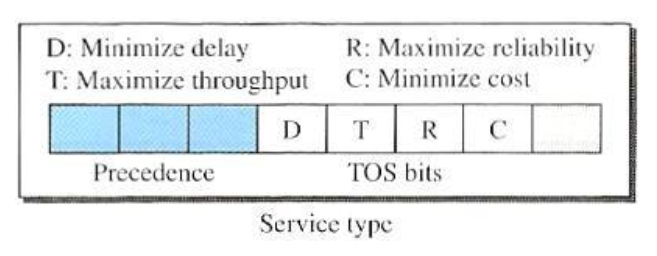 D: Minimize delay R: Maximize reliability
T: Maximize throughput C: Minimize cost
D T R C
Precedence TOS bits
Service type